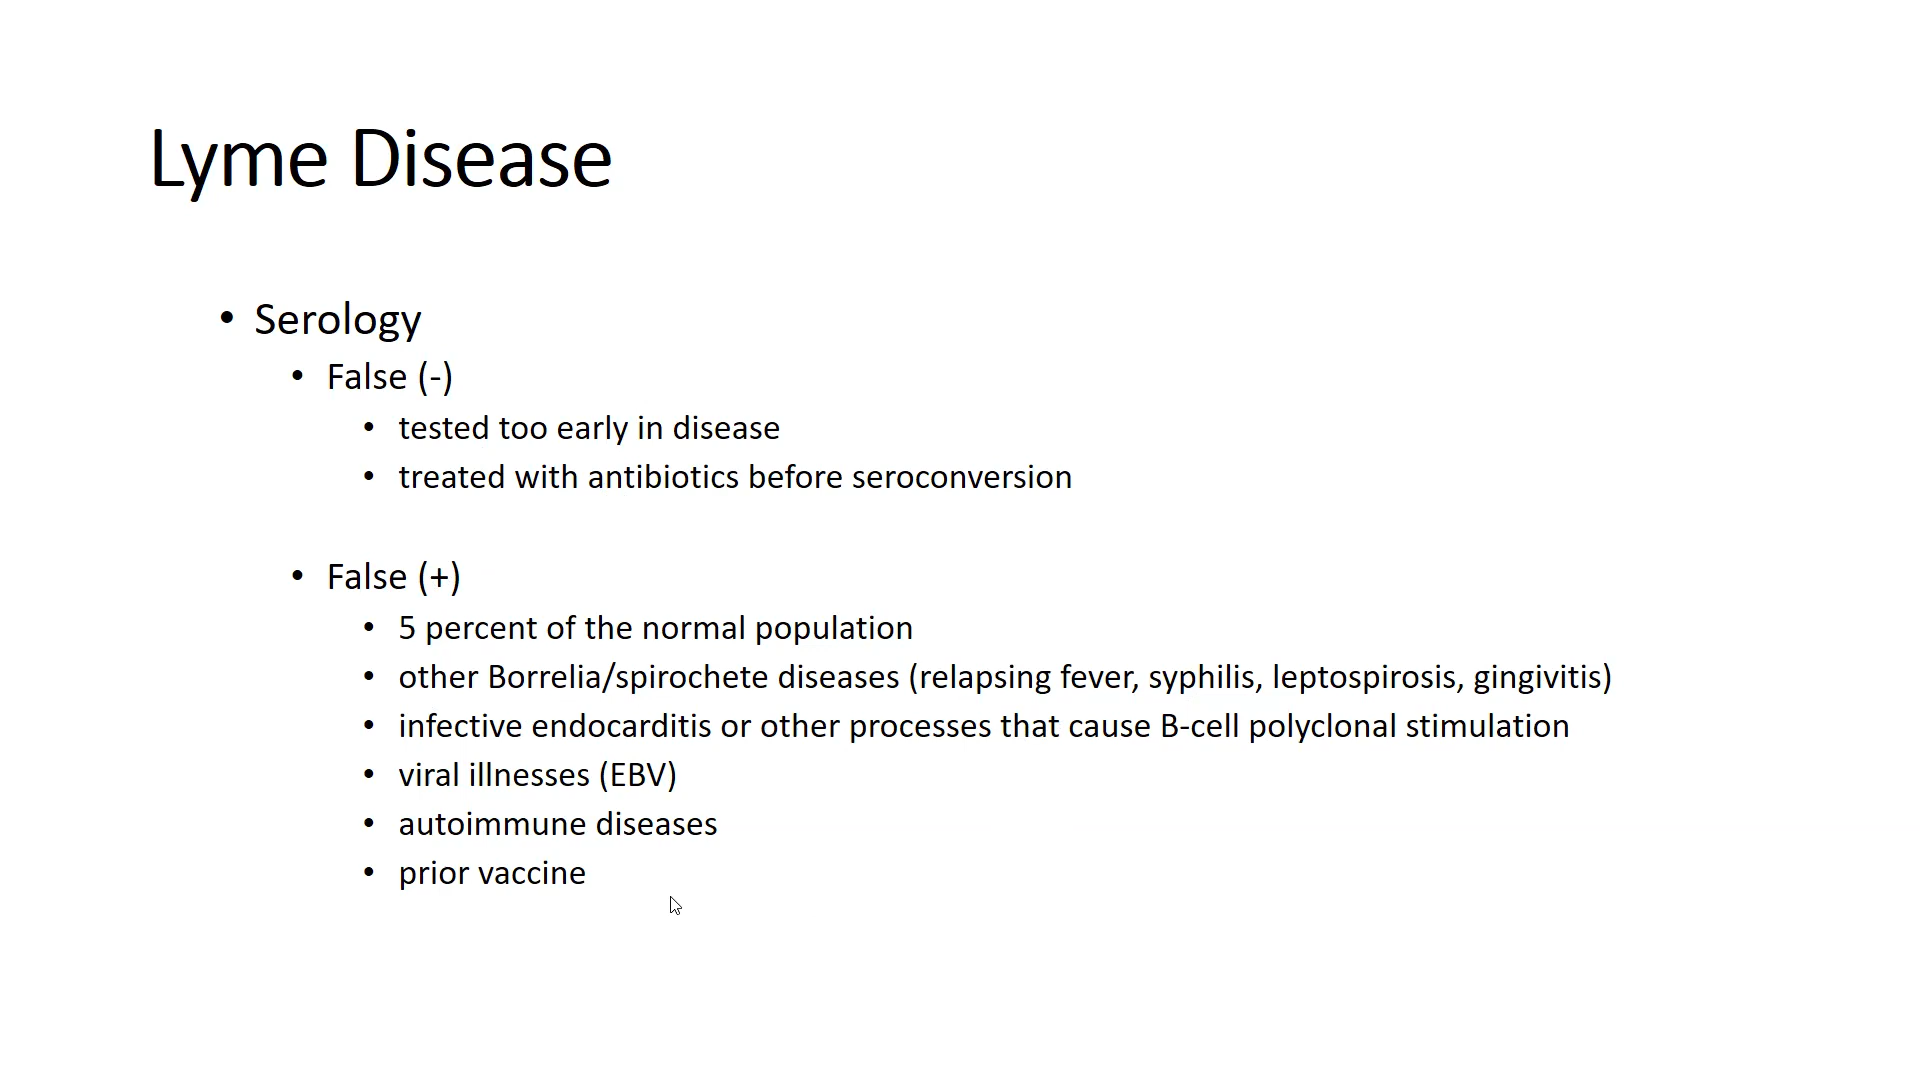 Lyme Disease
• Serology
• False (-)
• tested too early in disease
• treated with antibiotics before seroconversion
• False (+)
• 5 percent of the normal population
• other Borrelia/spirochete diseases (relapsing fever, syphilis, leptospirosis, gingivitis)
• infective endocarditis or other processes that cause B-cell polyclonal stimulation
• viral illnesses (EBV)
• autoimmune diseases
• prior vaccine